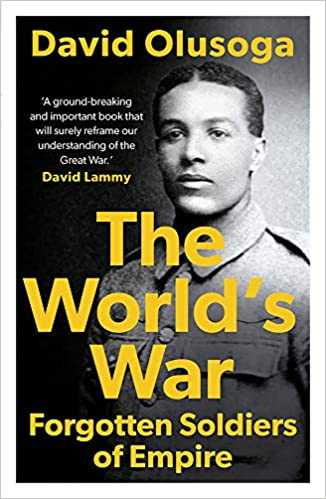 David Olusoga
‘A ground-breaking
and important book that
will surely reframe our
understanding of the
Great War.’
David Lammy
The
World’s
War
Forgotten Soldiers
of Empire